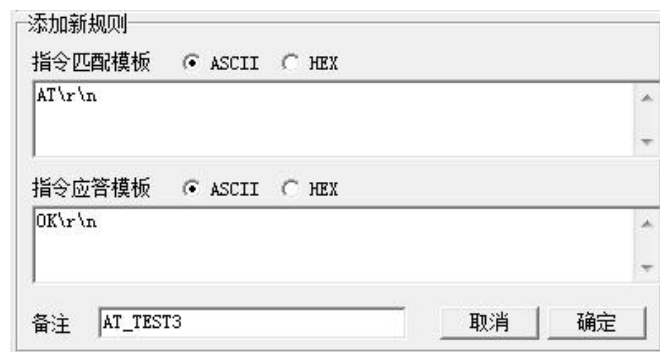 添加新规则
指令匹配模板 ASCII HEX
AT\r\n
指令应答模板 ASCII HEX
OK\r\n
备注 AT_TEST3 取消 确定